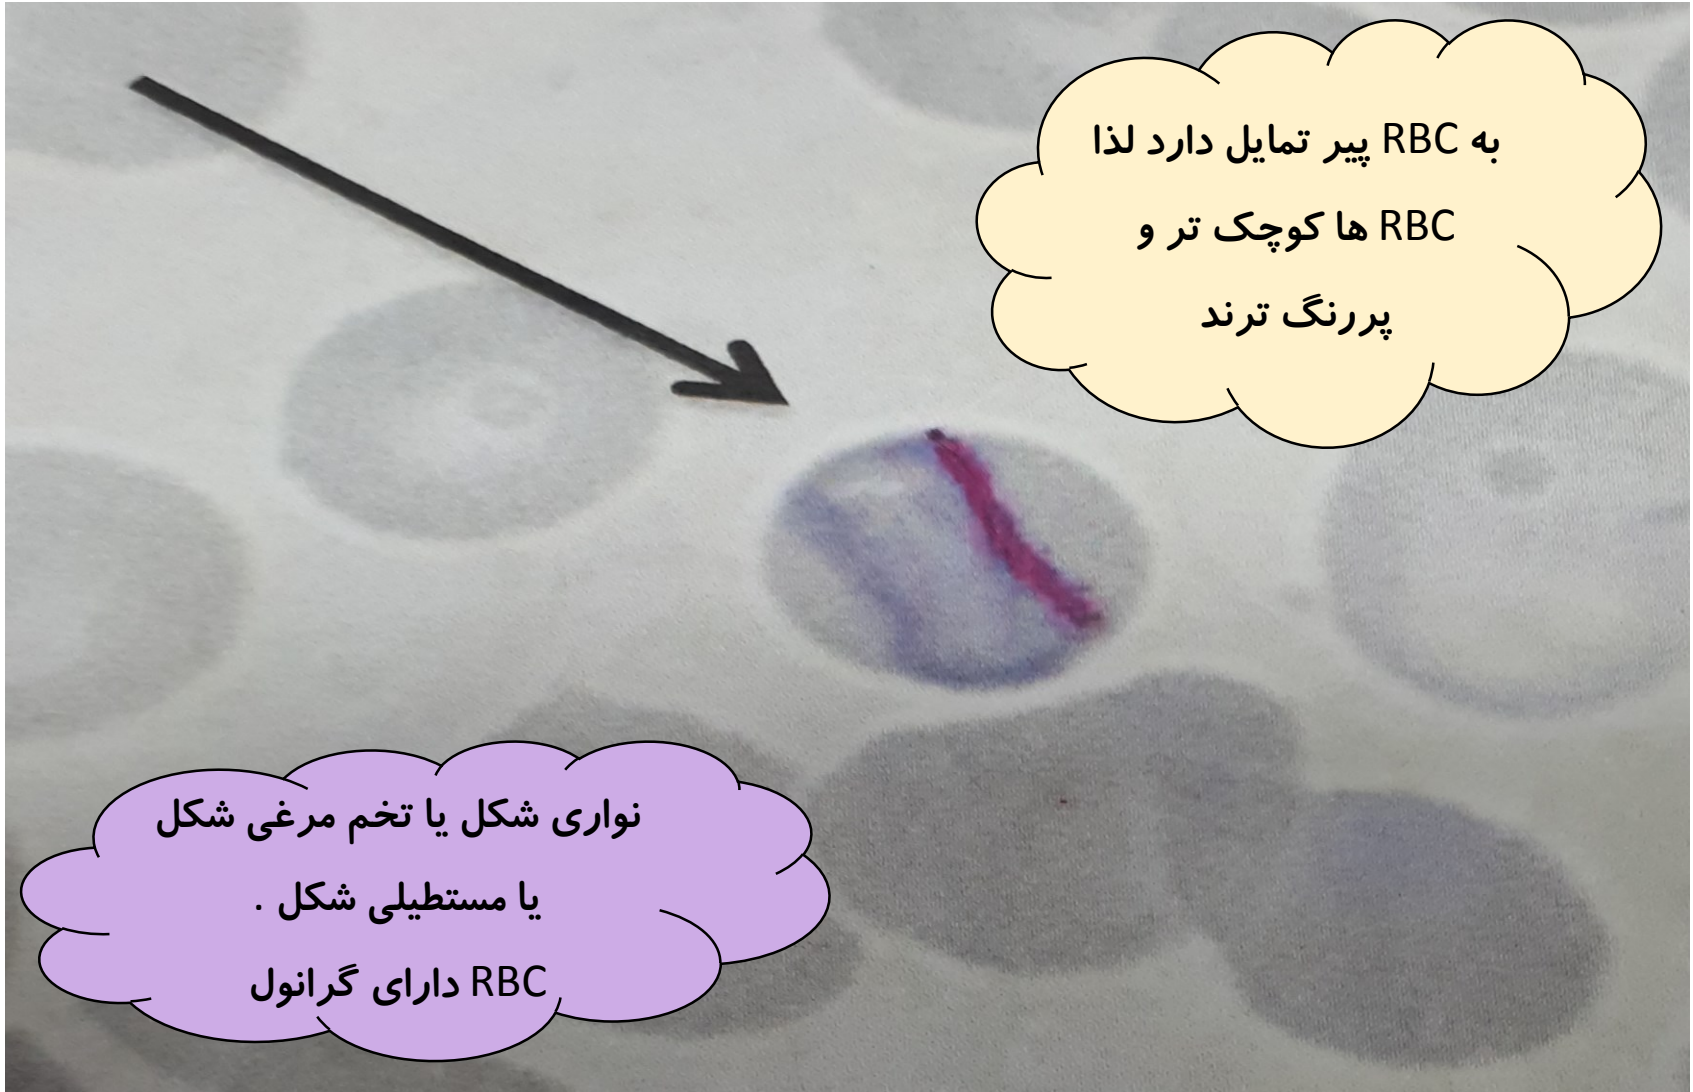 به RBC پیر تمایل دارد لذا
RBC ها کوچک تر و
پررنگ ترند
نواری شکل یا تخم مرغی شکل
یا مستطیلی شکل .
RBC دارای گرانول